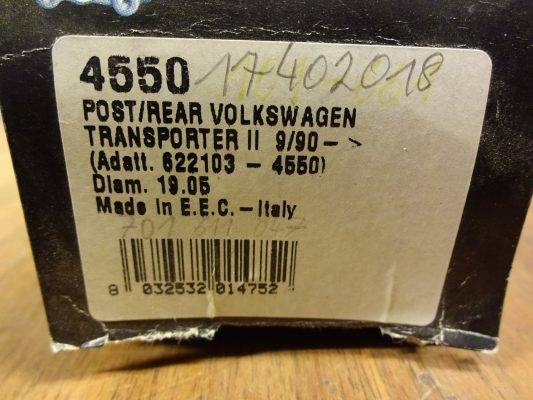 4550 17402018
POST/REAR VOLKSWAGEN
TRANSPORTER II 9/90 - >
(Adatt. 622103 - 4550)
Diam. 19.05
Made in E.E.C. - Italy
701 611 047
8 032532 014752